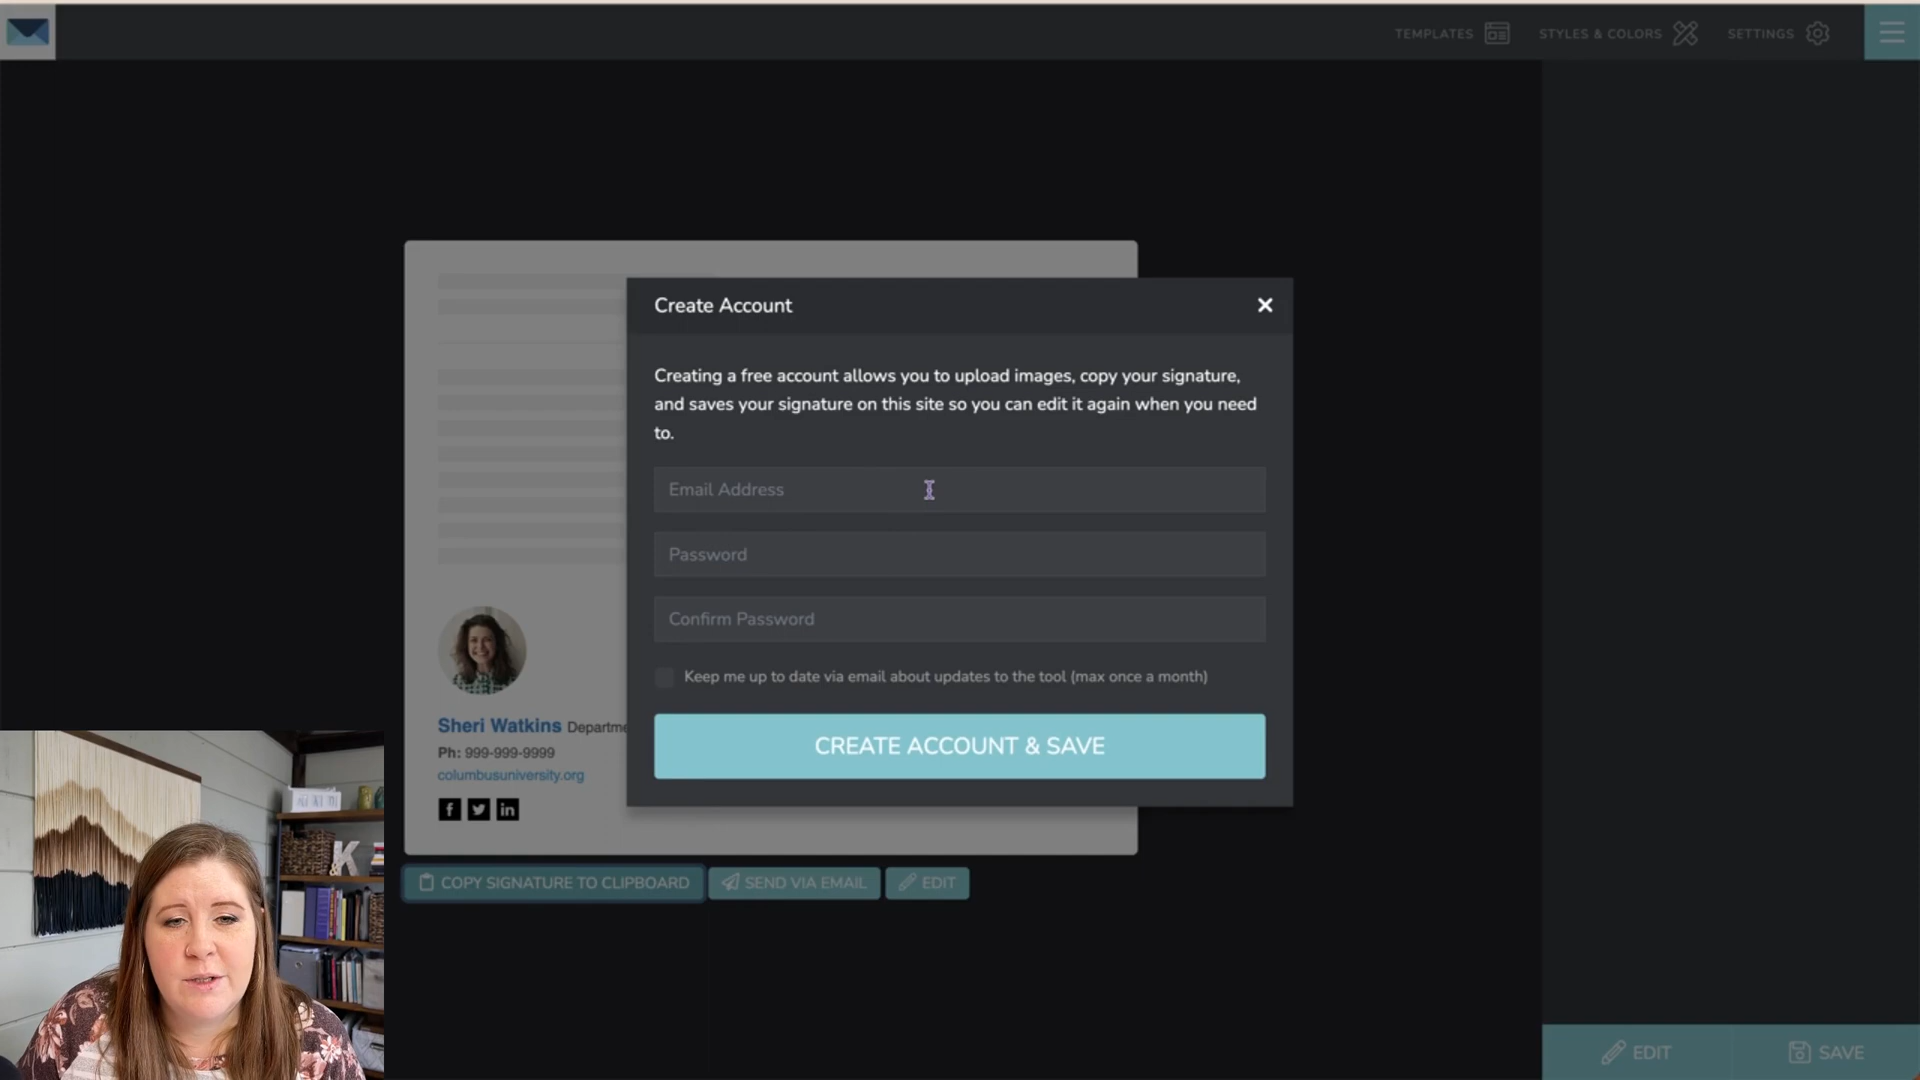 TEMPLATES
STYLES & COLORS
SETTINGS
Create Account
Creating a free account allows you to upload images, copy your signature,
and saves your signature on this site so you can edit it again when you need
to.
Email Address
Password
Confirm Password
Keep me up to date via email about updates to the tool (max once a month)
CREATE ACCOUNT & SAVE
Sheri Watkins
Ph: 999-999-9999
columbusuniversity.org
f
in
COPY SIGNATURE TO CLIPBOARD
SEND VIA EMAIL
EDIT
K
EDIT
SAVE